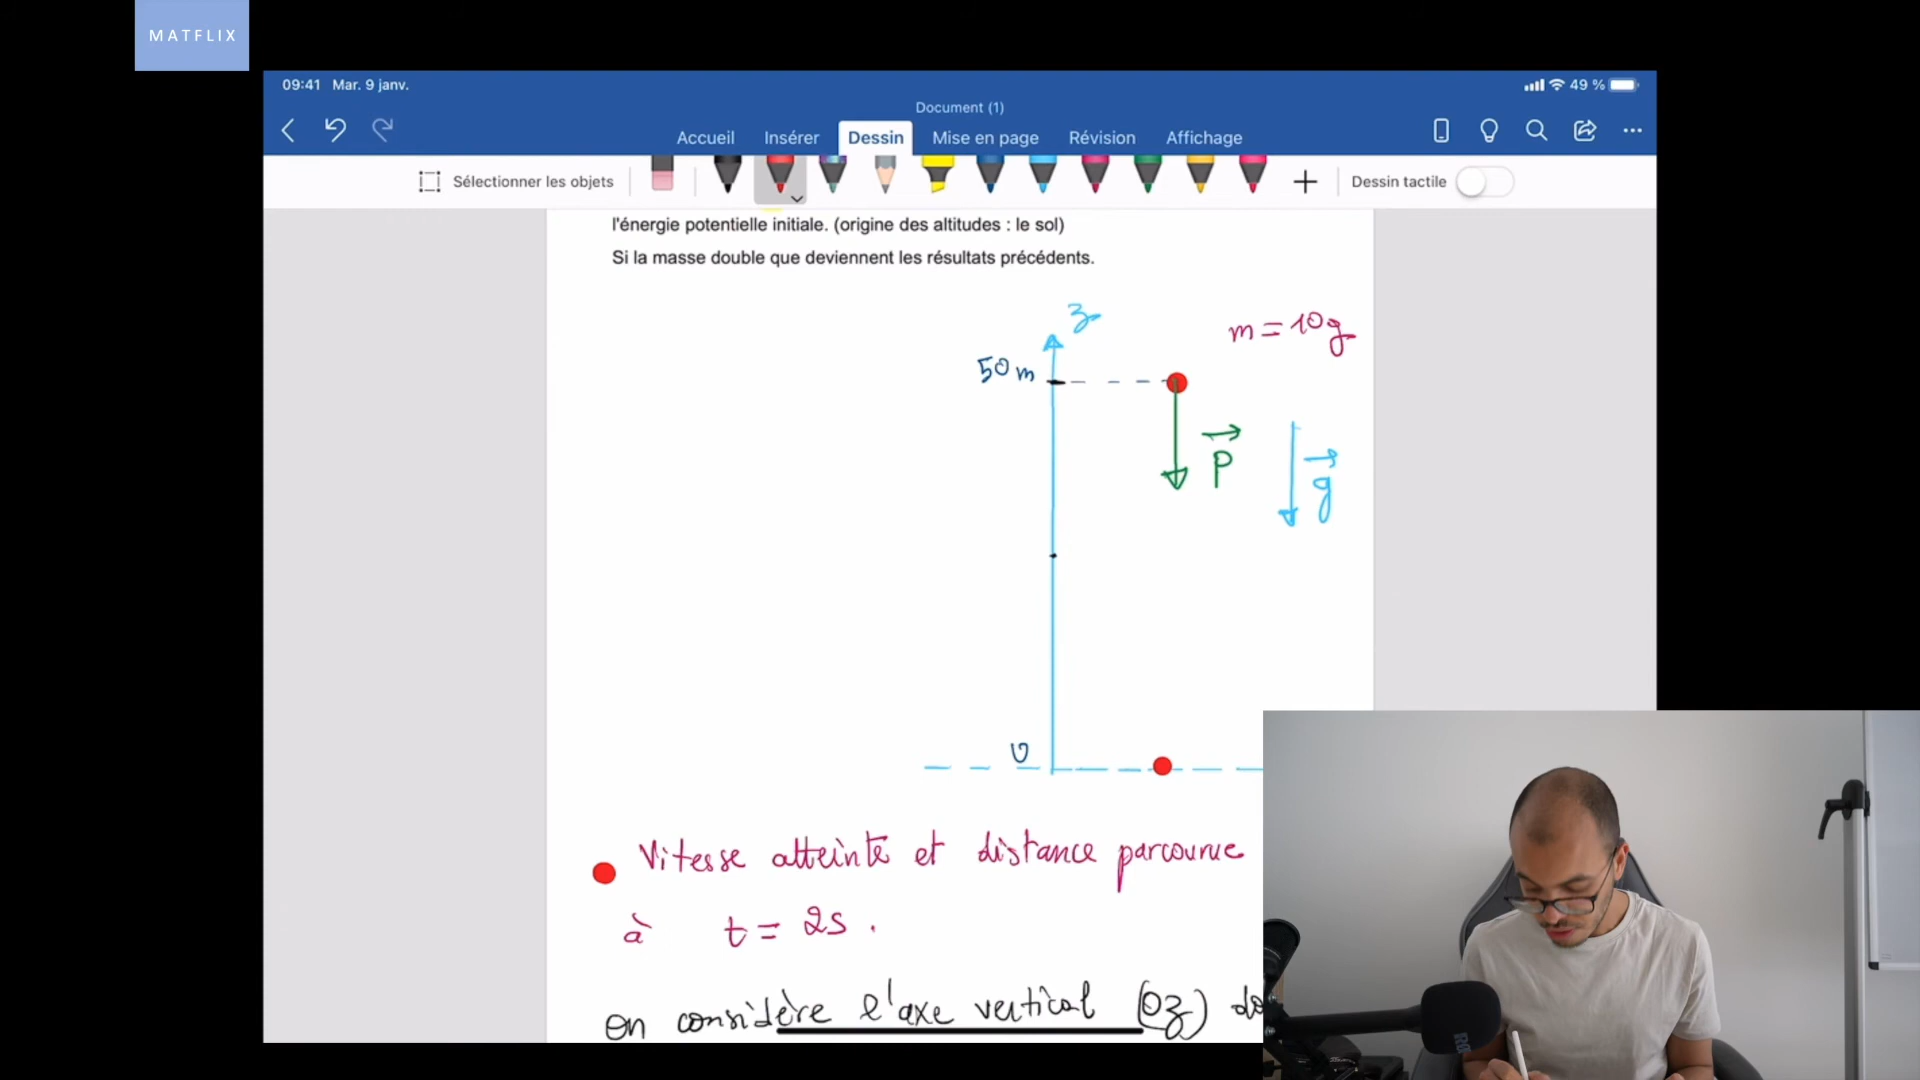 MATFLIX
09:41 Mar. 9 janv.
49 %
Document (1)
Accueil Insérer Dessin Mise en page Révision Affichage
Sélectionner les objets
Dessin tactile
l'énergie potentielle initiale. (origine des altitudes : le sol)
Si la masse double que deviennent les résultats précédents.
z
m = 10g
50 m
P
g
0
Vitesse atteinte et distance parcourue
à t = 2s .
on considère l'axe vertical (Oz)